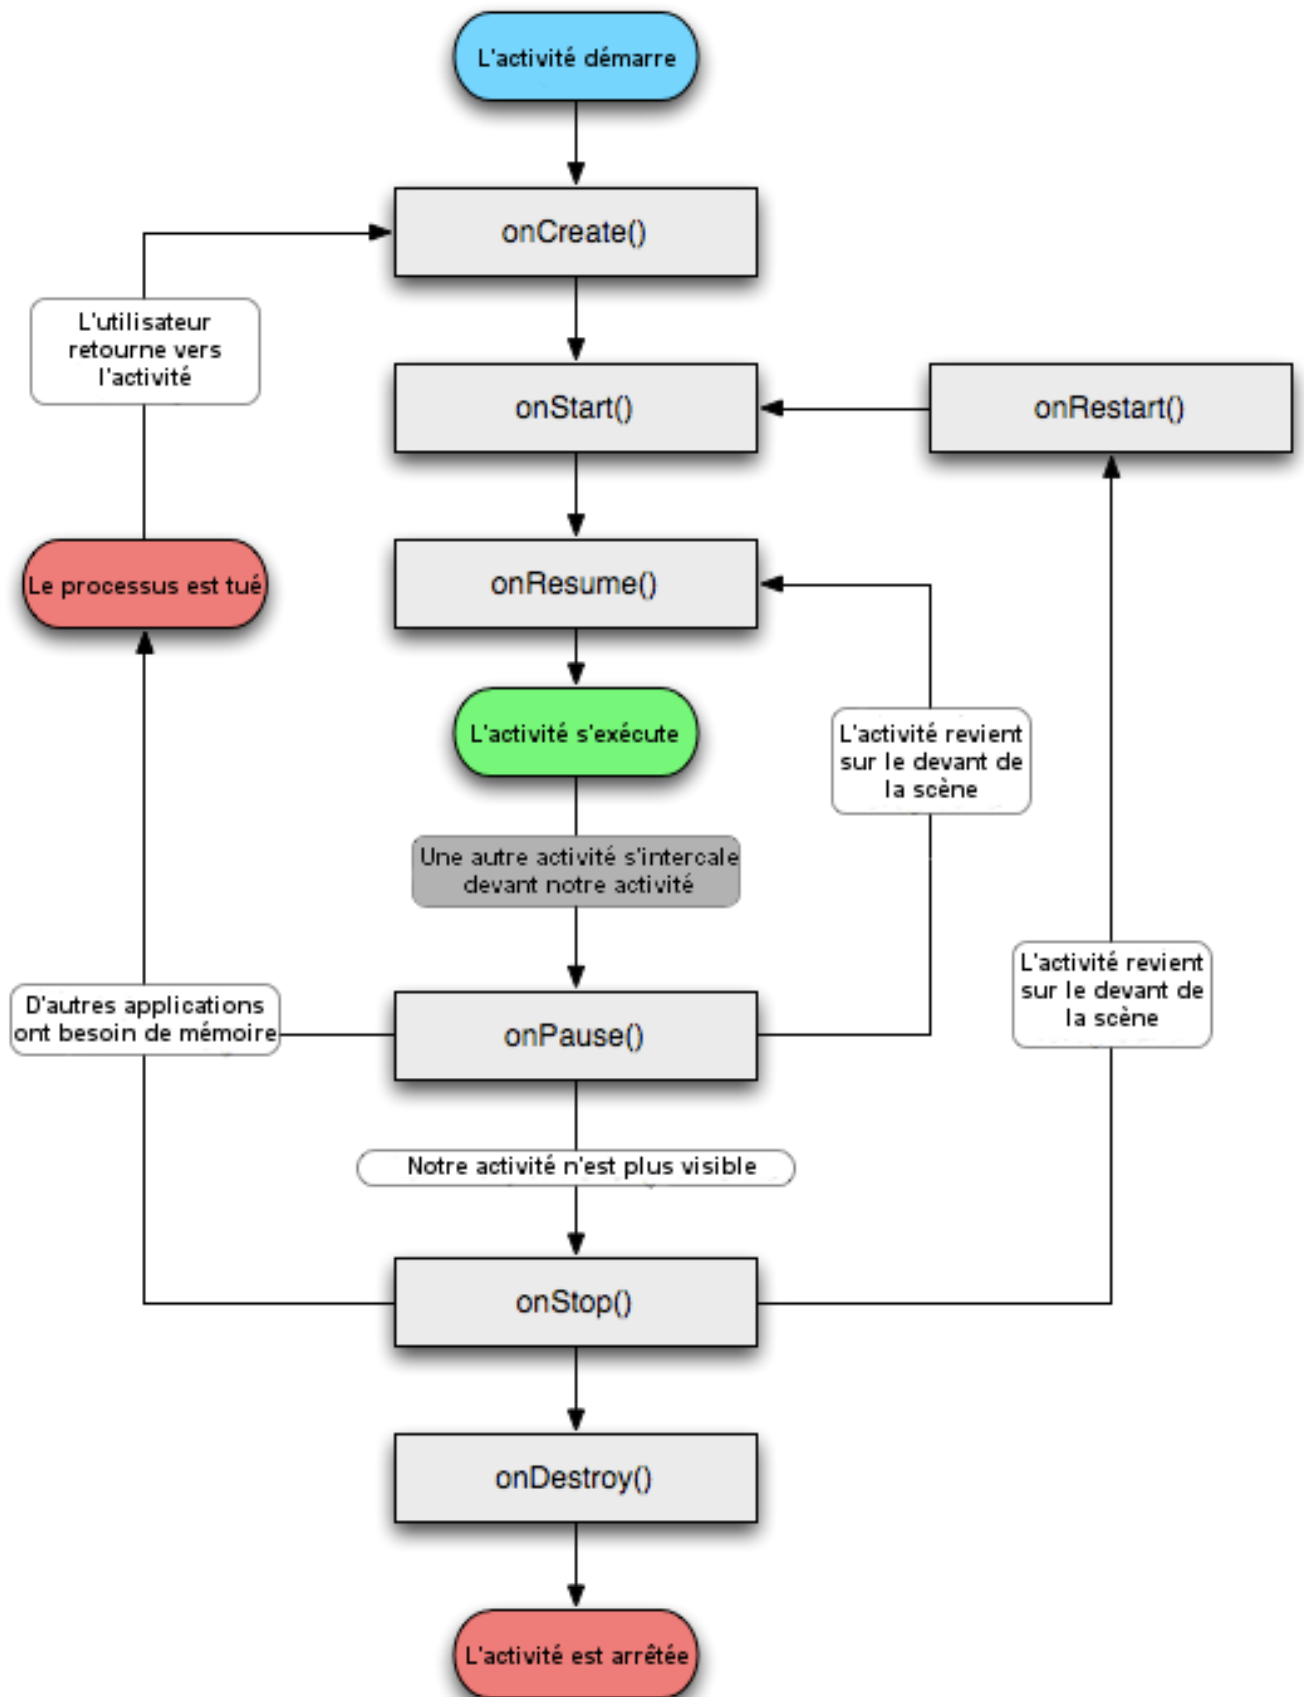 L'activité démarre
onCreate()
L'utilisateur
retourne vers
l'activité
onStart()
onRestart()
Le processus est tué
onResume()
L'activité s'exécute
L'activité revient
sur le devant de
la scène
Une autre activité s'intercale
devant notre activité
L'activité revient
sur le devant de
la scène
D'autres applications
ont besoin de mémoire
onPause()
Notre activité n'est plus visible
onStop()
onDestroy()
L'activité est arrêtée